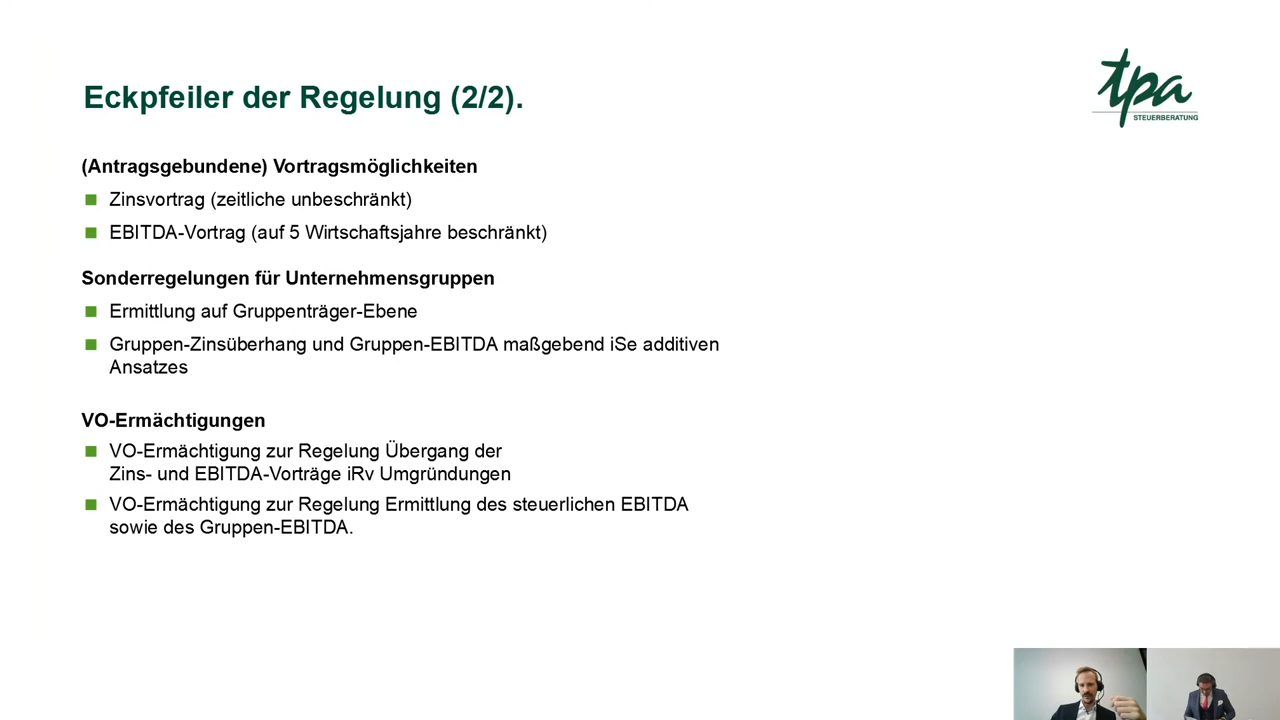 Eckpfeiler der Regelung (2/2).
tpa
STEUERBERATUNG
(Antragsgebundene) Vortragsmöglichkeiten
Zinsvortrag (zeitliche unbeschränkt)
EBITDA-Vortrag (auf 5 Wirtschaftsjahre beschränkt)
Sonderregelungen für Unternehmensgruppen
Ermittlung auf Gruppenträger-Ebene
Gruppen-Zinsüberhang und Gruppen-EBITDA maßgebend iSe additiven
Ansatzes
VO-Ermächtigungen
VO-Ermächtigung zur Regelung Übergang der
Zins- und EBITDA-Vorträge iRv Umgründungen
VO-Ermächtigung zur Regelung Ermittlung des steuerlichen EBITDA
sowie des Gruppen-EBITDA.